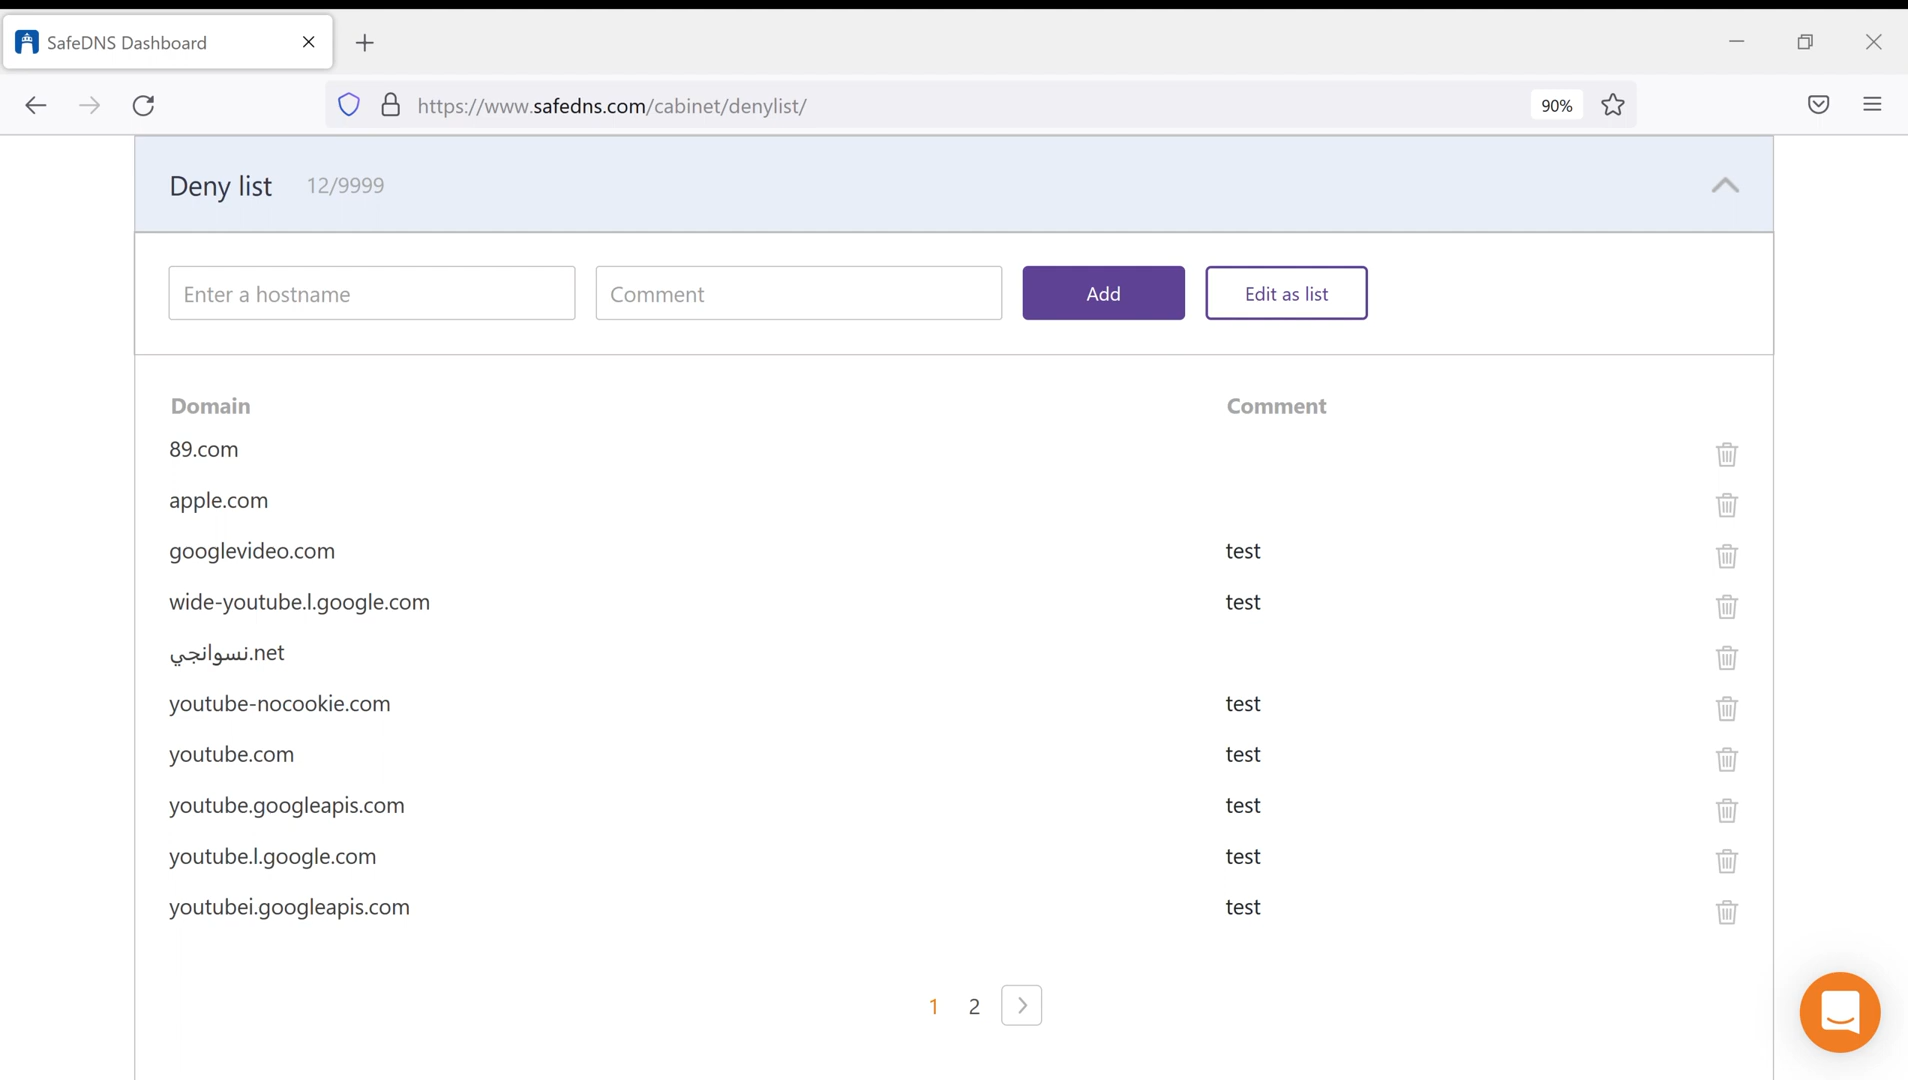 SafeDNS Dashboard
https://www.safedns.com/cabinet/denylist/
90%
Deny list 12/9999
Enter a hostname Comment Add Edit as list
Domain Comment
89.com
apple.com
googlevideo.com test
wide-youtube.l.google.com test
نسوانجي.net
youtube-nocookie.com test
youtube.com test
youtube.googleapis.com test
youtube.l.google.com test
youtubei.googleapis.com test
1 2